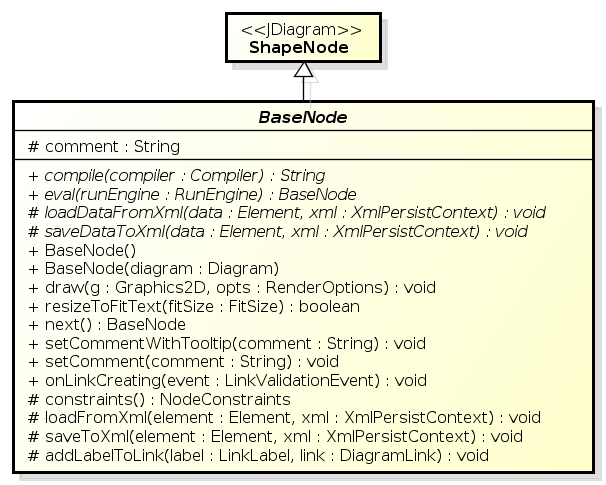 <<JDiagram>>
ShapeNode
BaseNode
# comment : String
+ compile(compiler : Compiler) : String
+ eval(runEngine : RunEngine) : BaseNode
# loadDataFromXml(data : Element, xml : XmlPersistContext) : void
# saveDataToXml(data : Element, xml : XmlPersistContext) : void
+ BaseNode()
+ BaseNode(diagram : Diagram)
+ draw(g : Graphics2D, opts : RenderOptions) : void
+ resizeToFitText(fitSize : FitSize) : boolean
+ next() : BaseNode
+ setCommentWithTooltip(comment : String) : void
+ setComment(comment : String) : void
+ onLinkCreating(event : LinkValidationEvent) : void
# constraints() : NodeConstraints
# loadFromXml(element : Element, xml : XmlPersistContext) : void
# saveToXml(element : Element, xml : XmlPersistContext) : void
# addLabelToLink(label : LinkLabel, link : DiagramLink) : void